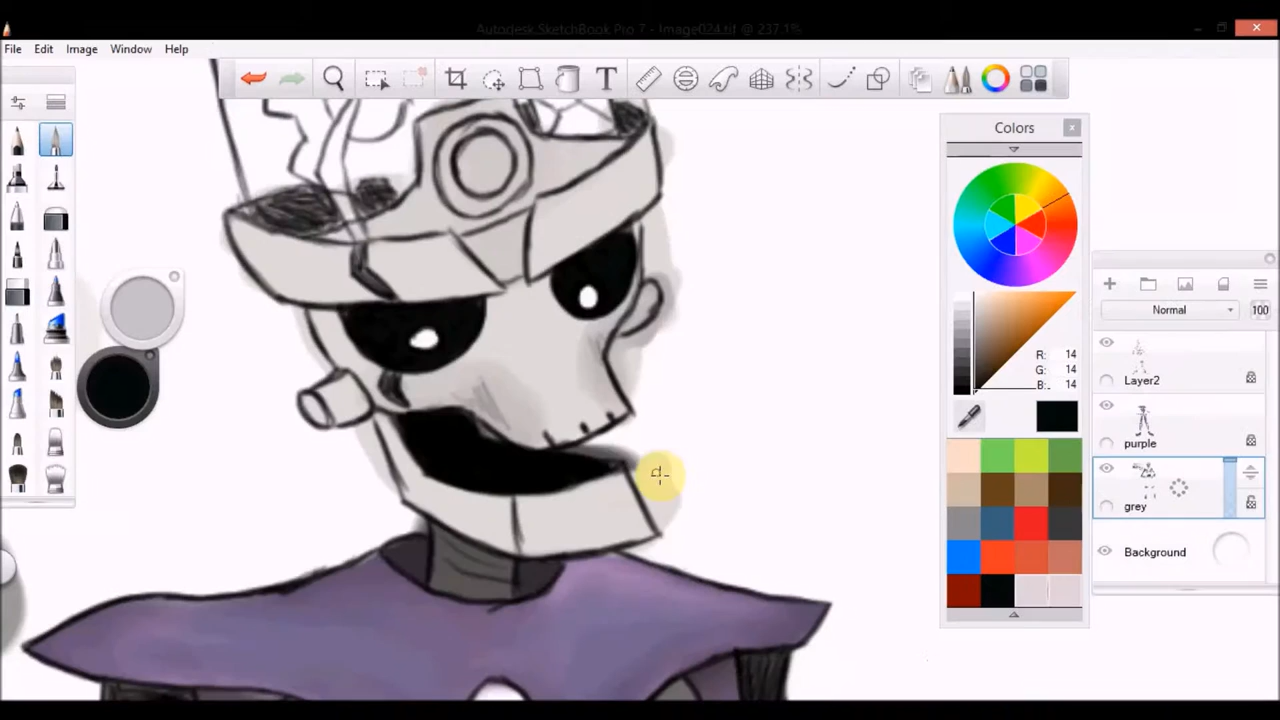 Autodesk SketchBook Pro 7 - Image024.tif @ 237.1%
File Edit Image Window Help
T
Colors
Normal 100
R: 14
G: 14
B: 14
Layer2
purple
grey
Background